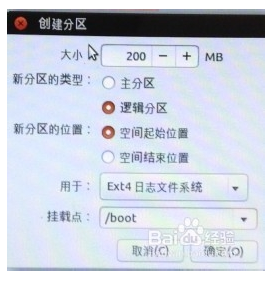 创建分区
大小 200 − + MB
新分区的类型： 主分区
逻辑分区
新分区的位置： 空间起始位置
空间结束位置
用于： Ext4 日志文件系统
挂载点： /boot
Baidu经验
取消(C) 确定(O)